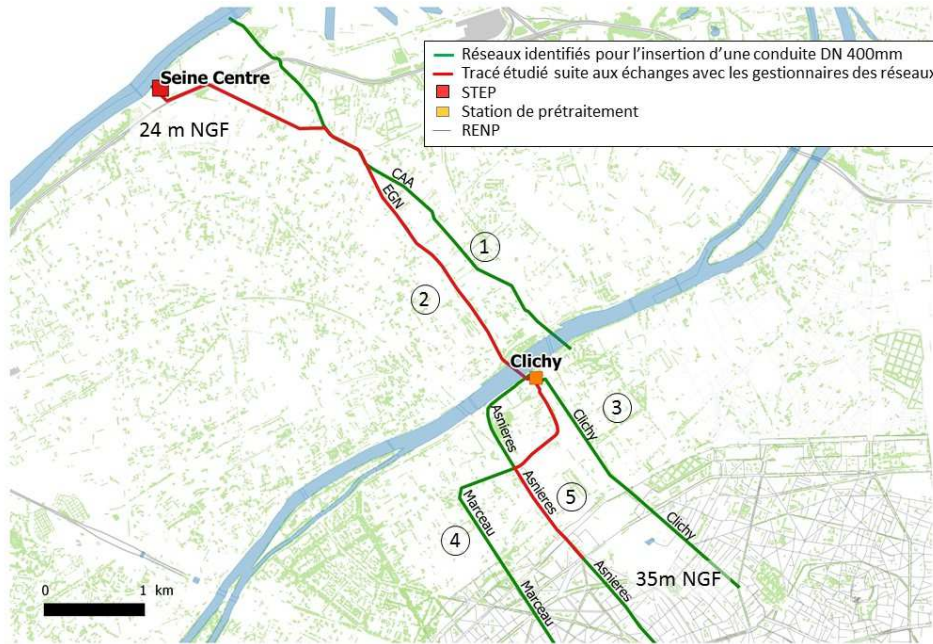 Réseaux identifiés pour l’insertion d’une conduite DN 400mm
Tracé étudié suite aux échanges avec les gestionnaires des réseaux
STEP
Station de prétraitement
RENP
Seine Centre
24 m NGF
CAA
EGN
1
2
Clichy
3
Asnieres
Clichy
5
Asnieres
Marceau
4
Clichy
Marceau
Asnieres
35m NGF
0 1 km